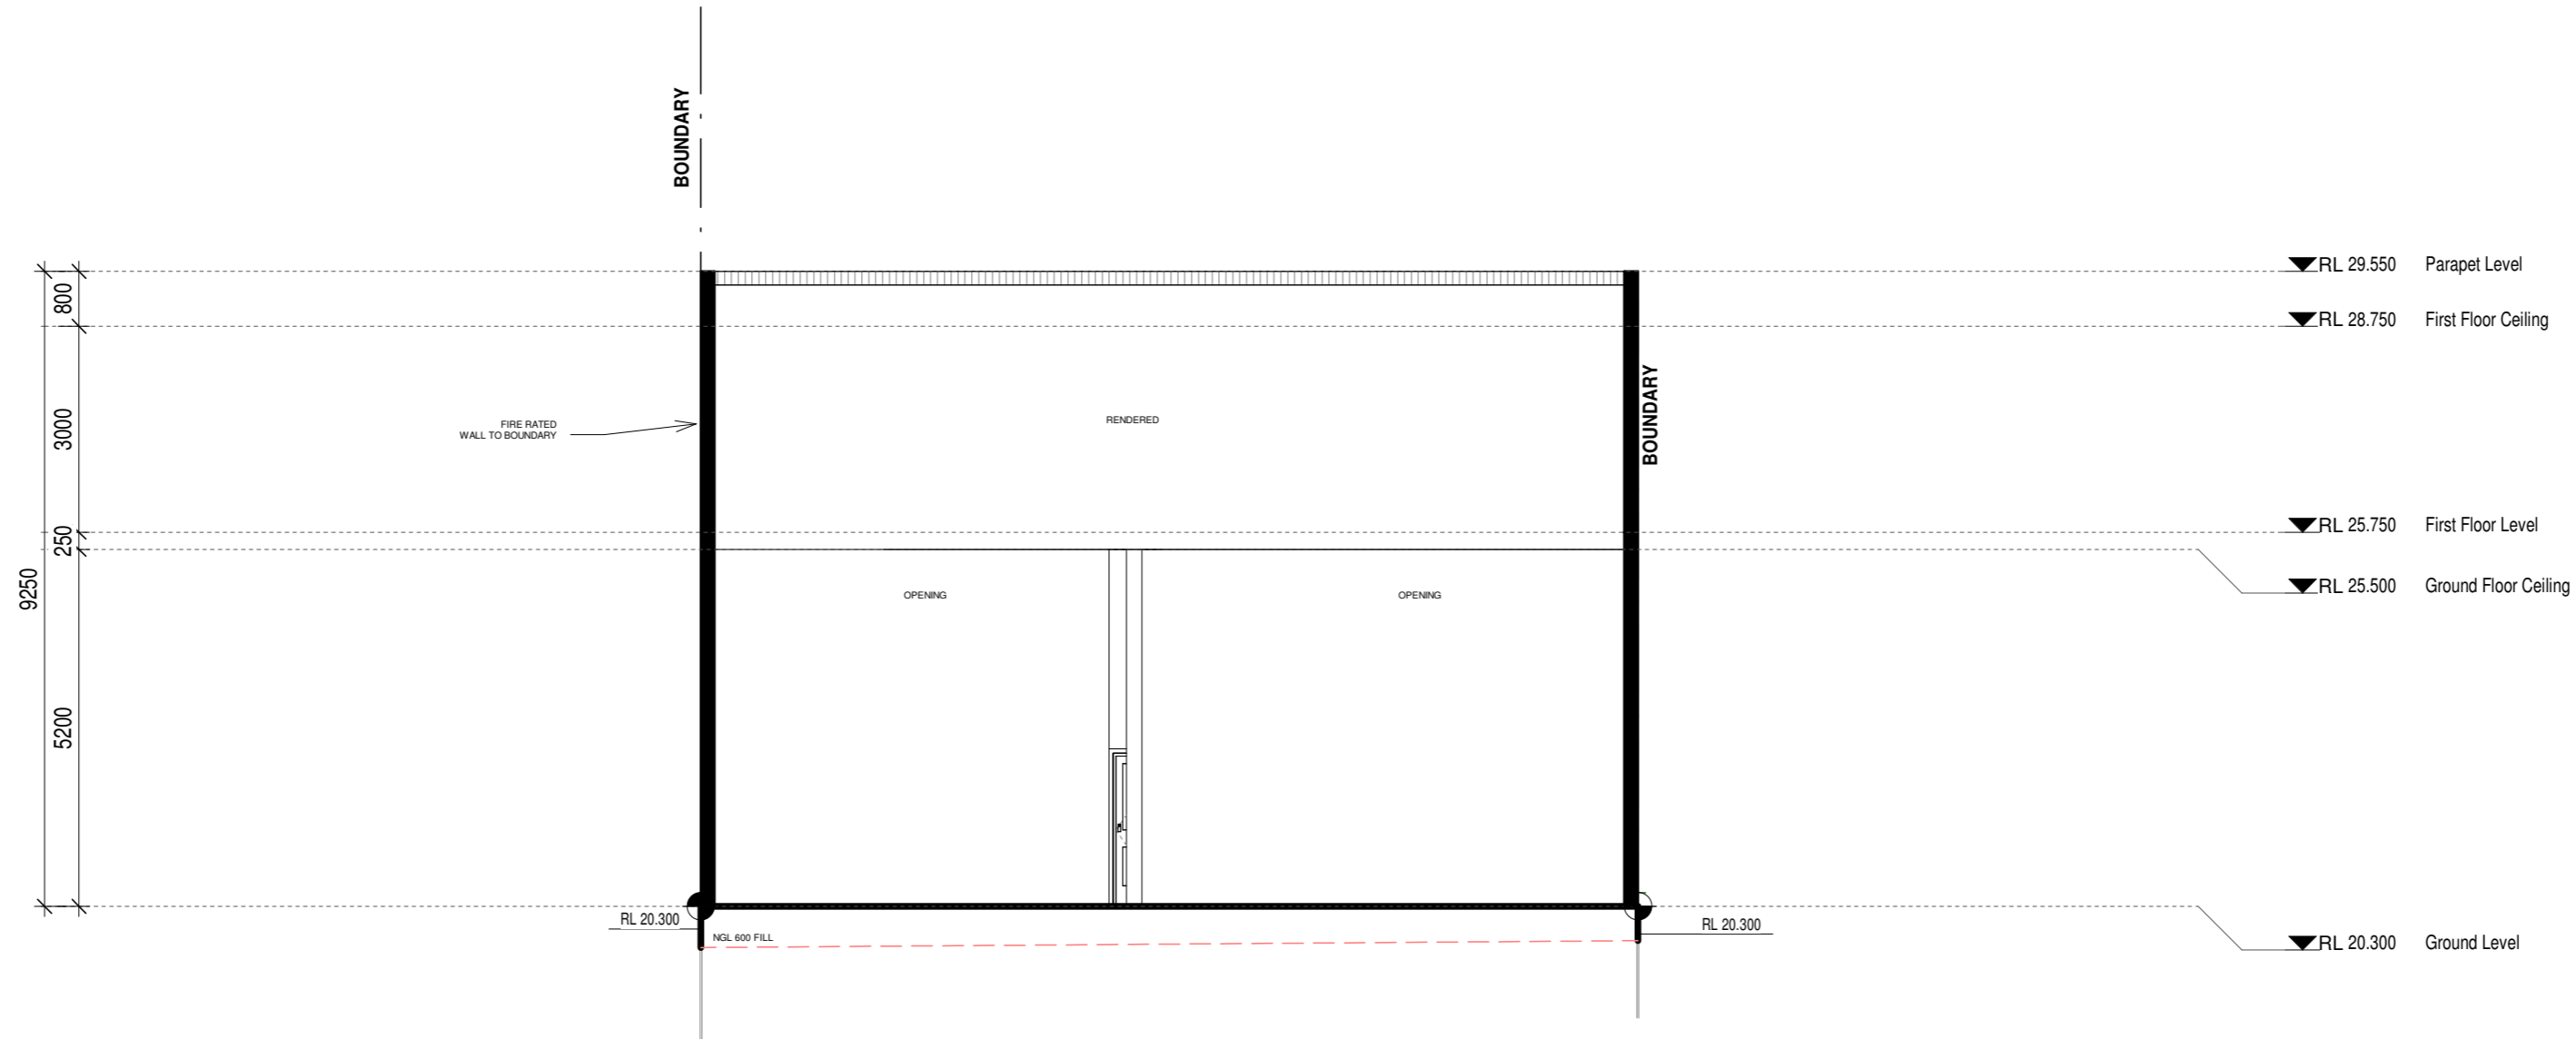 BOUNDARY
RL 29.550 Parapet Level
800
RL 28.750 First Floor Ceiling
BOUNDARY
3000
FIRE RATED
WALL TO BOUNDARY
RENDERED
RL 25.750 First Floor Level
250
9250
RL 25.500 Ground Floor Ceiling
OPENING
OPENING
5200
RL 20.300
RL 20.300
NGL 600 FILL
RL 20.300 Ground Level